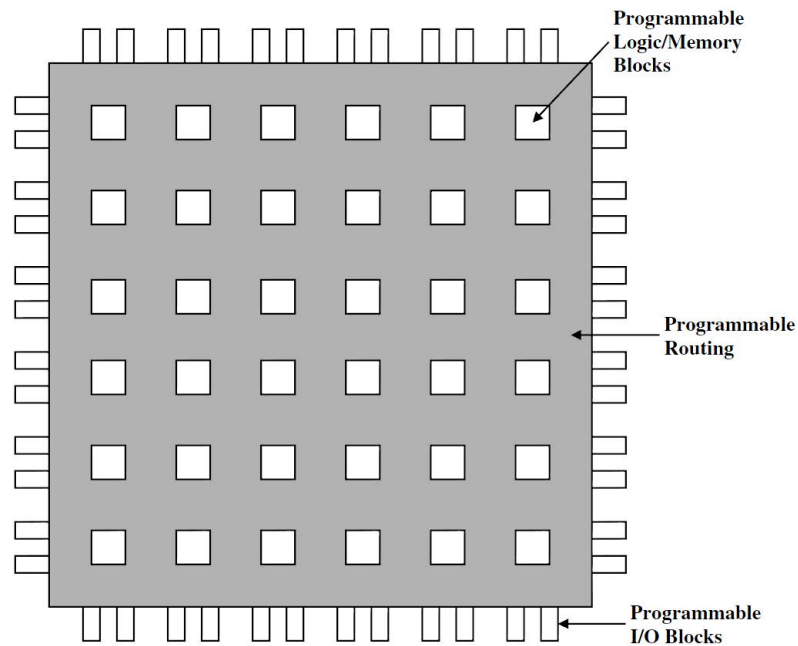 Programmable
Logic/Memory
Blocks
Programmable
Routing
Programmable
I/O Blocks